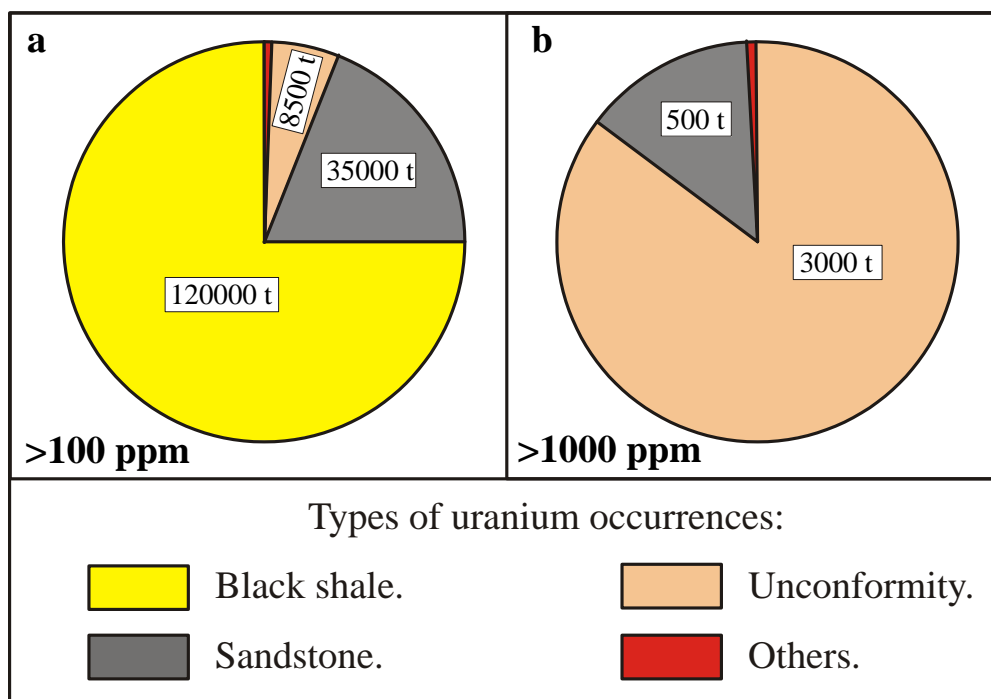 a
8500 t
35000 t
120000 t
>100 ppm
b
500 t
3000 t
>1000 ppm
Types of uranium occurrences:
Black shale.
Unconformity.
Sandstone.
Others.